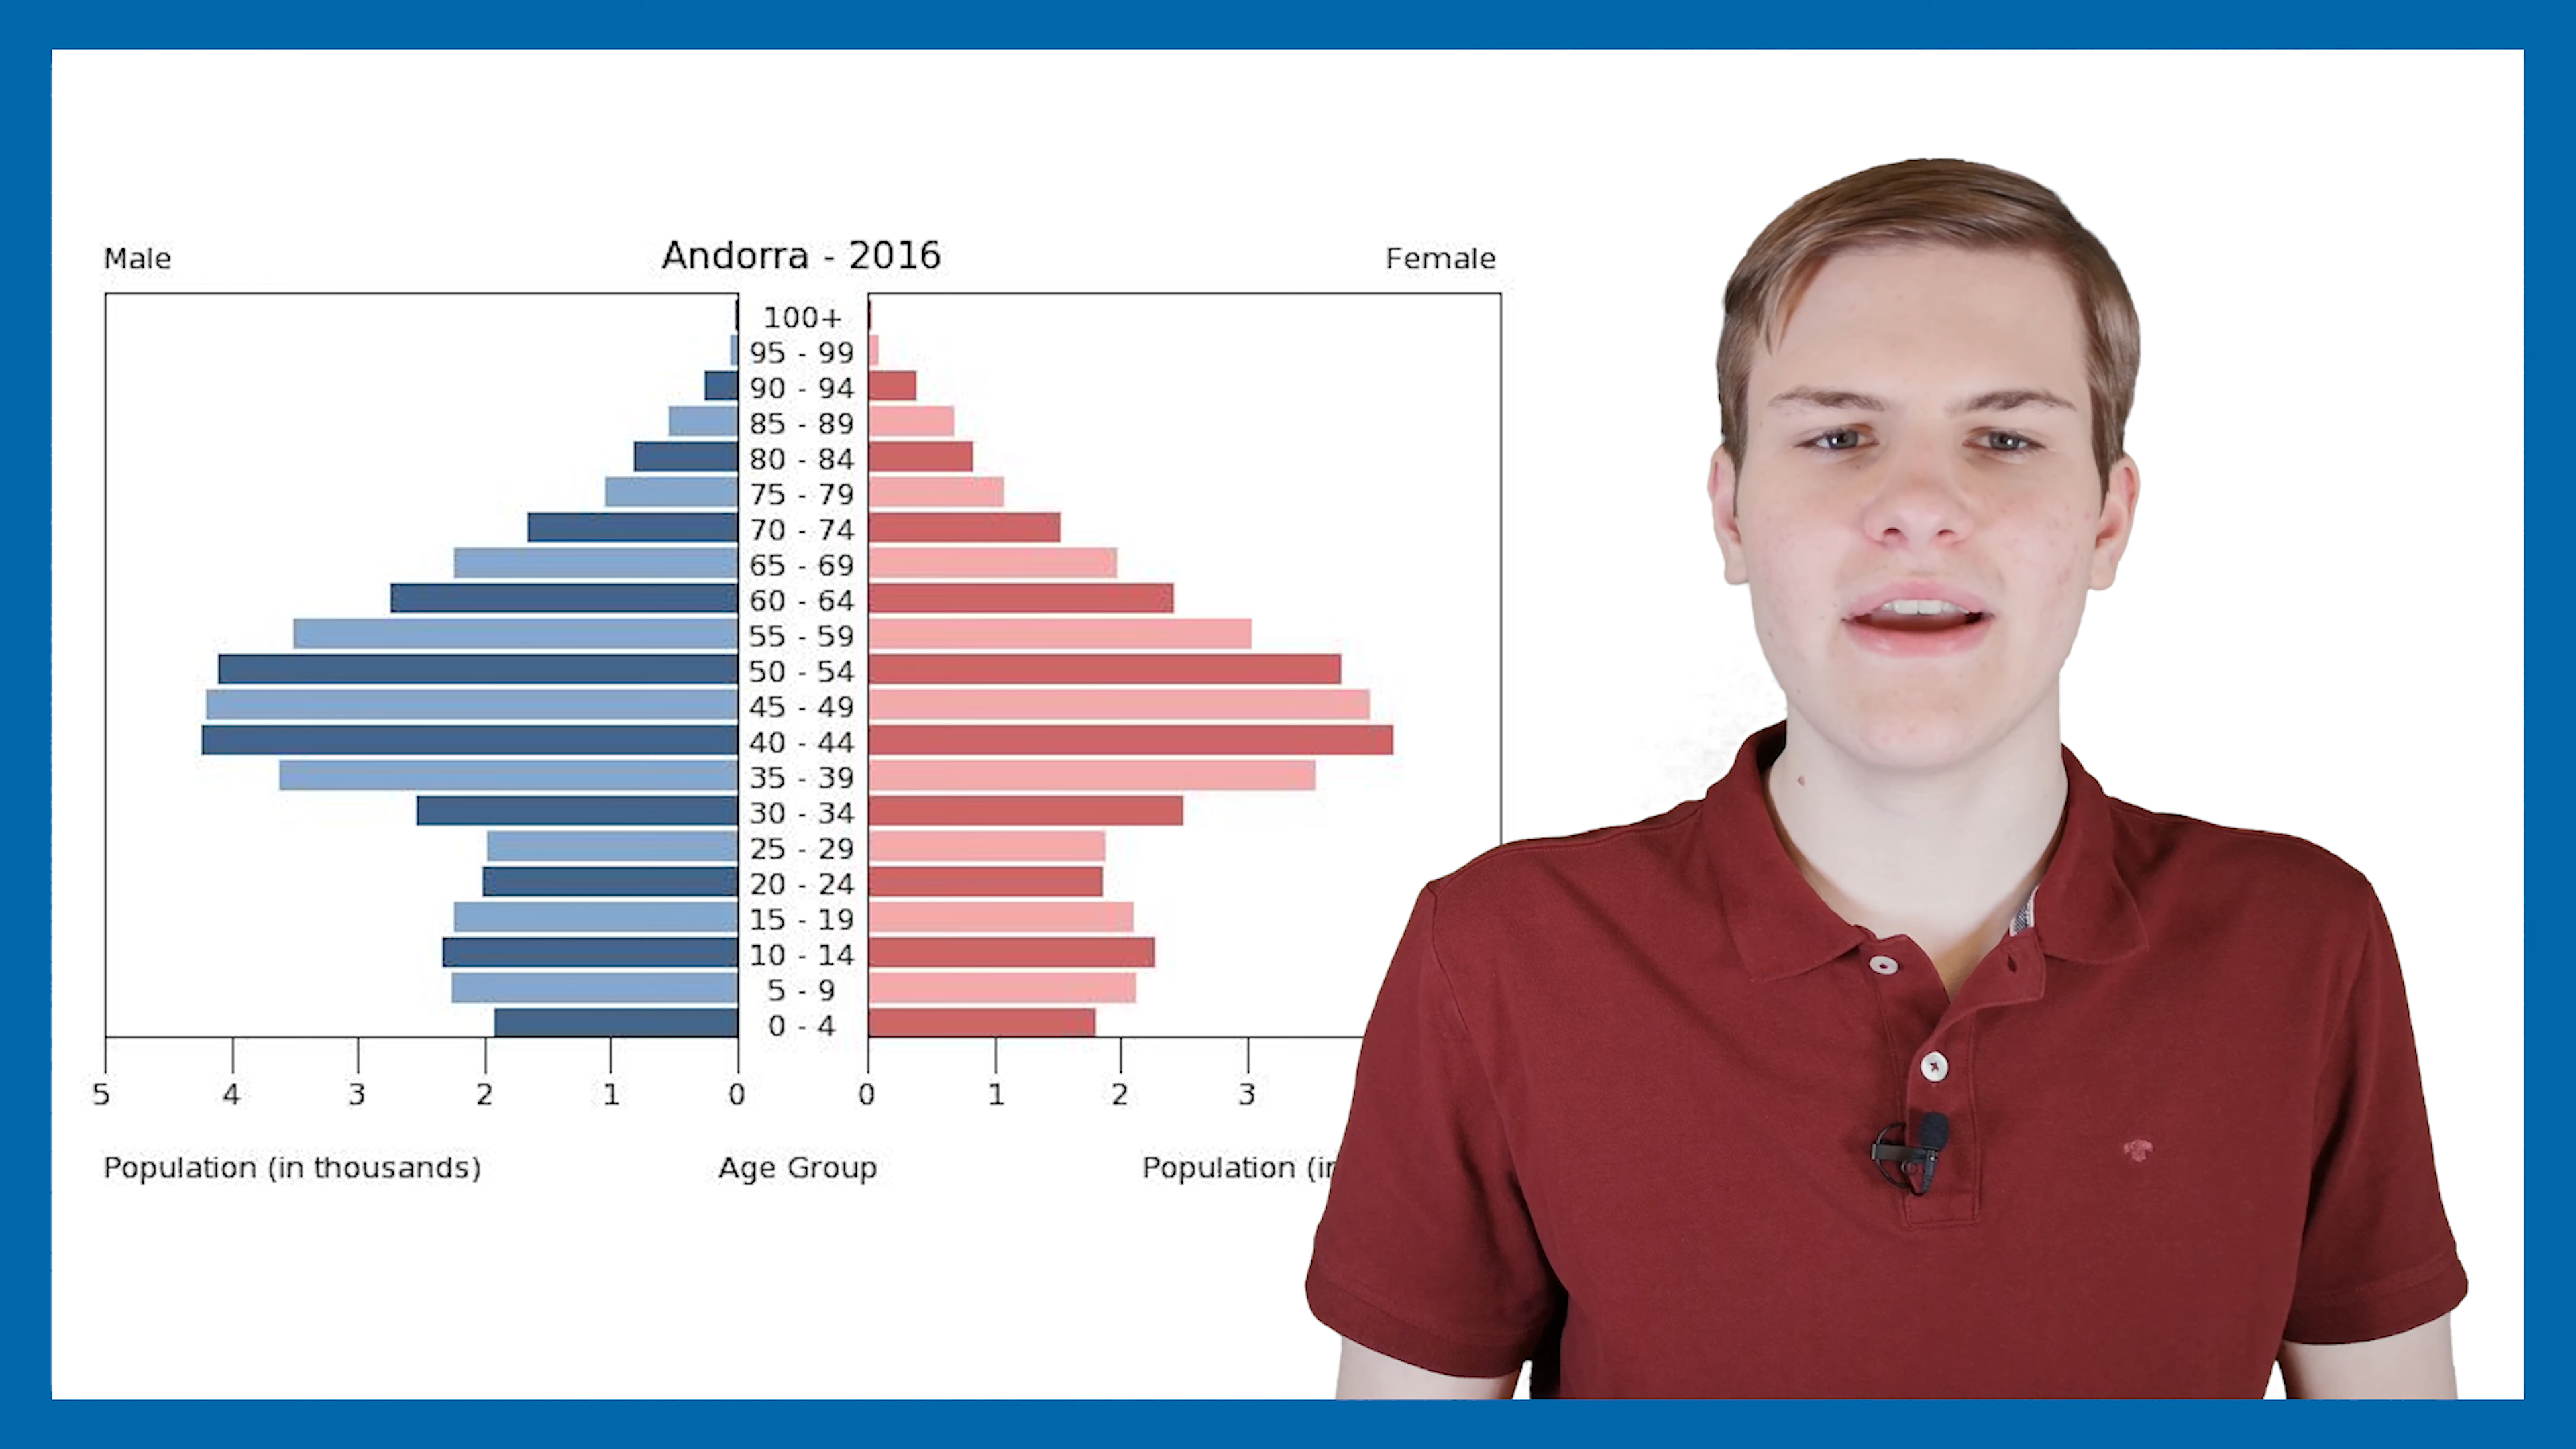 Male
Andorra - 2016
Female
100+
95 - 99
90 - 94
85 - 89
80 - 84
75 - 79
70 - 74
65 - 69
60 - 64
55 - 59
50 - 54
45 - 49
40 - 44
35 - 39
30 - 34
25 - 29
20 - 24
15 - 19
10 - 14
5 - 9
0 - 4
5 4 3 2 1 0 0 1 2 3
Population (in thousands)
Age Group
Population